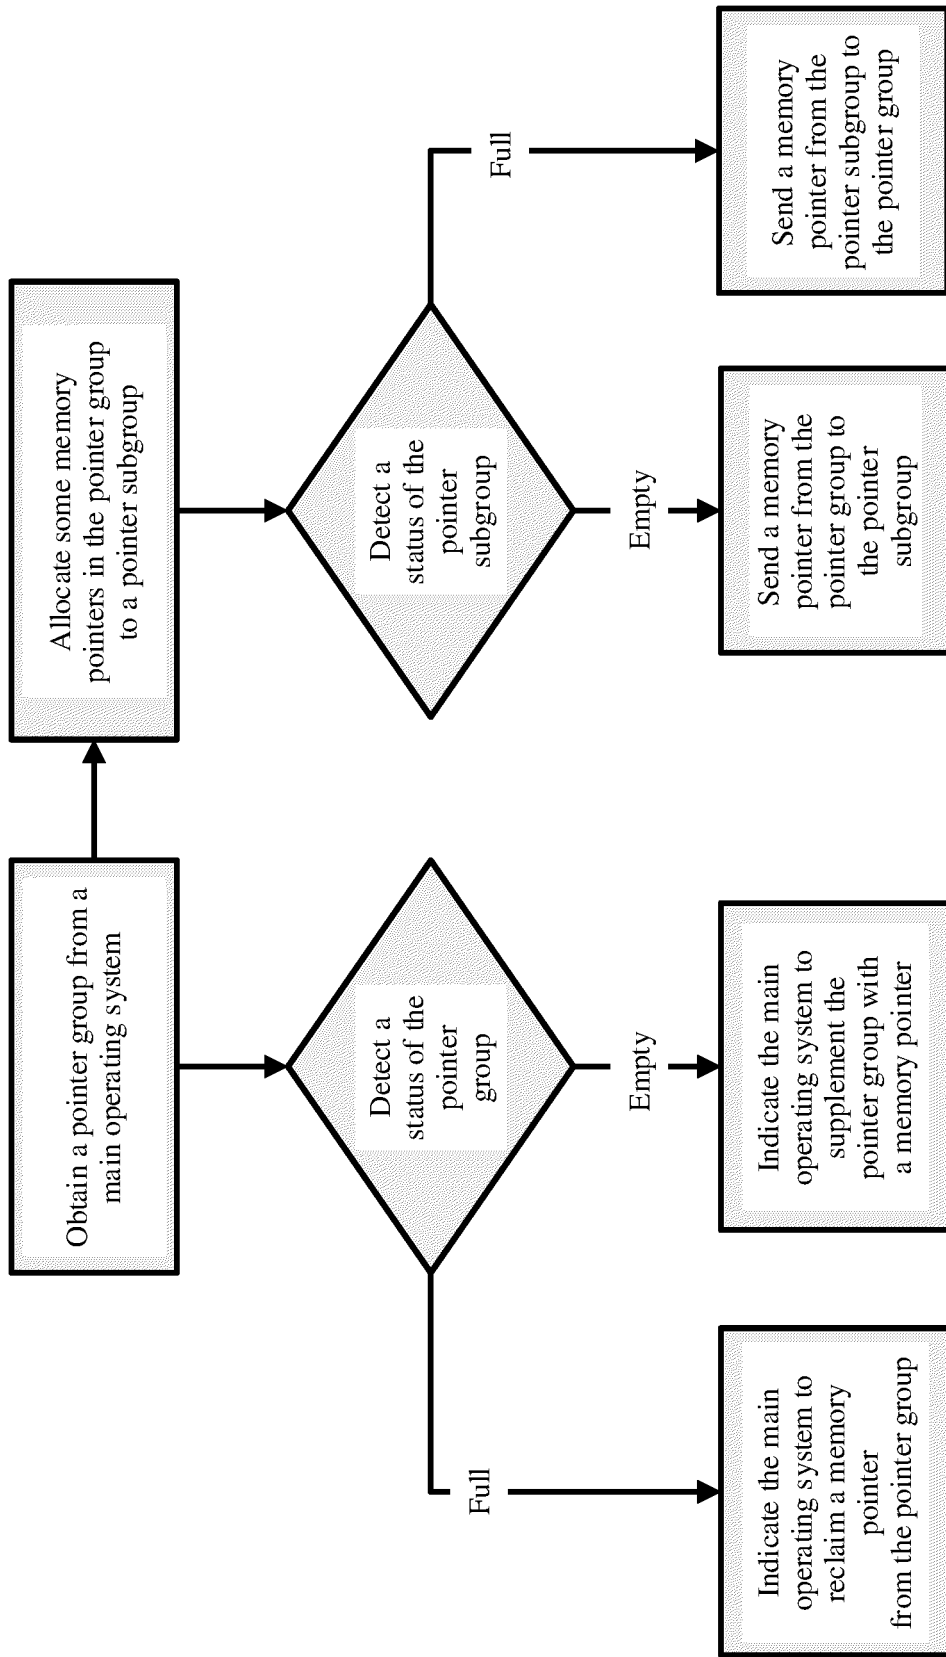 Obtain a pointer group from a
main operating system
Allocate some memory
pointers in the pointer group
to a pointer subgroup
Detect a
status of the
pointer
group
Detect a
status of the
pointer
subgroup
Full
Empty
Empty
Full
Indicate the main
operating system to
reclaim a memory
pointer
from the pointer group
Indicate the main
operating system to
supplement the
pointer group with
a memory pointer
Send a memory
pointer from the
pointer group to
the pointer
subgroup
Send a memory
pointer from the
pointer subgroup to
the pointer group